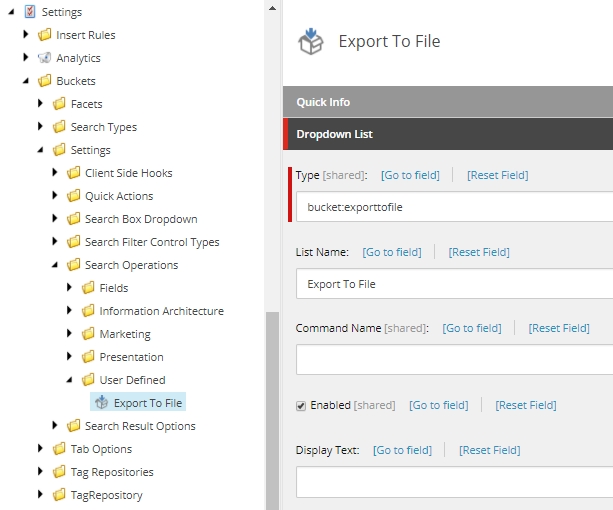 Settings
Insert Rules
Analytics
Buckets
Facets
Search Types
Settings
Client Side Hooks
Quick Actions
Search Box Dropdown
Search Filter Control Types
Search Operations
Fields
Information Architecture
Marketing
Presentation
User Defined
Export To File
Search Result Options
Tab Options
Tag Repositories
TagRepository
Export To File
Quick Info
Dropdown List
Type [shared]: [Go to field] [Reset Field]
bucket:exporttofile
List Name: [Go to field] [Reset Field]
Export To File
Command Name [shared]: [Go to field] [Reset Field]
Enabled [shared] [Go to field] [Reset Field]
Display Text: [Go to field] [Reset Field]